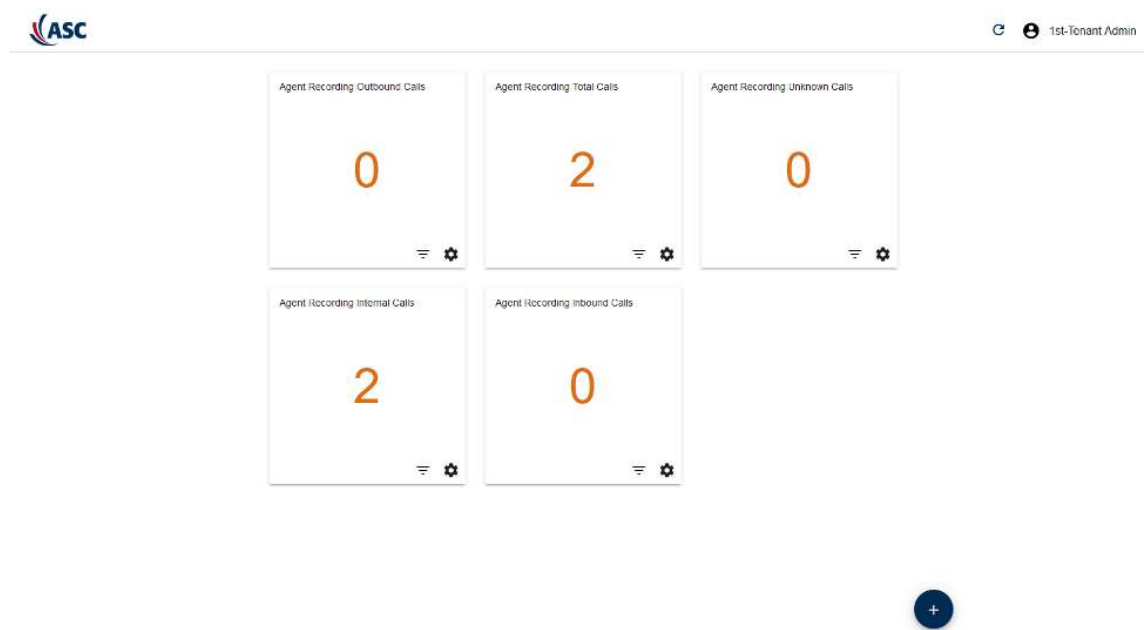 ASC
1st-Tenant Admin
Agent Recording Outbound Calls
0
Agent Recording Total Calls
2
Agent Recording Unknown Calls
0
Agent Recording Internal Calls
2
Agent Recording Inbound Calls
0
+